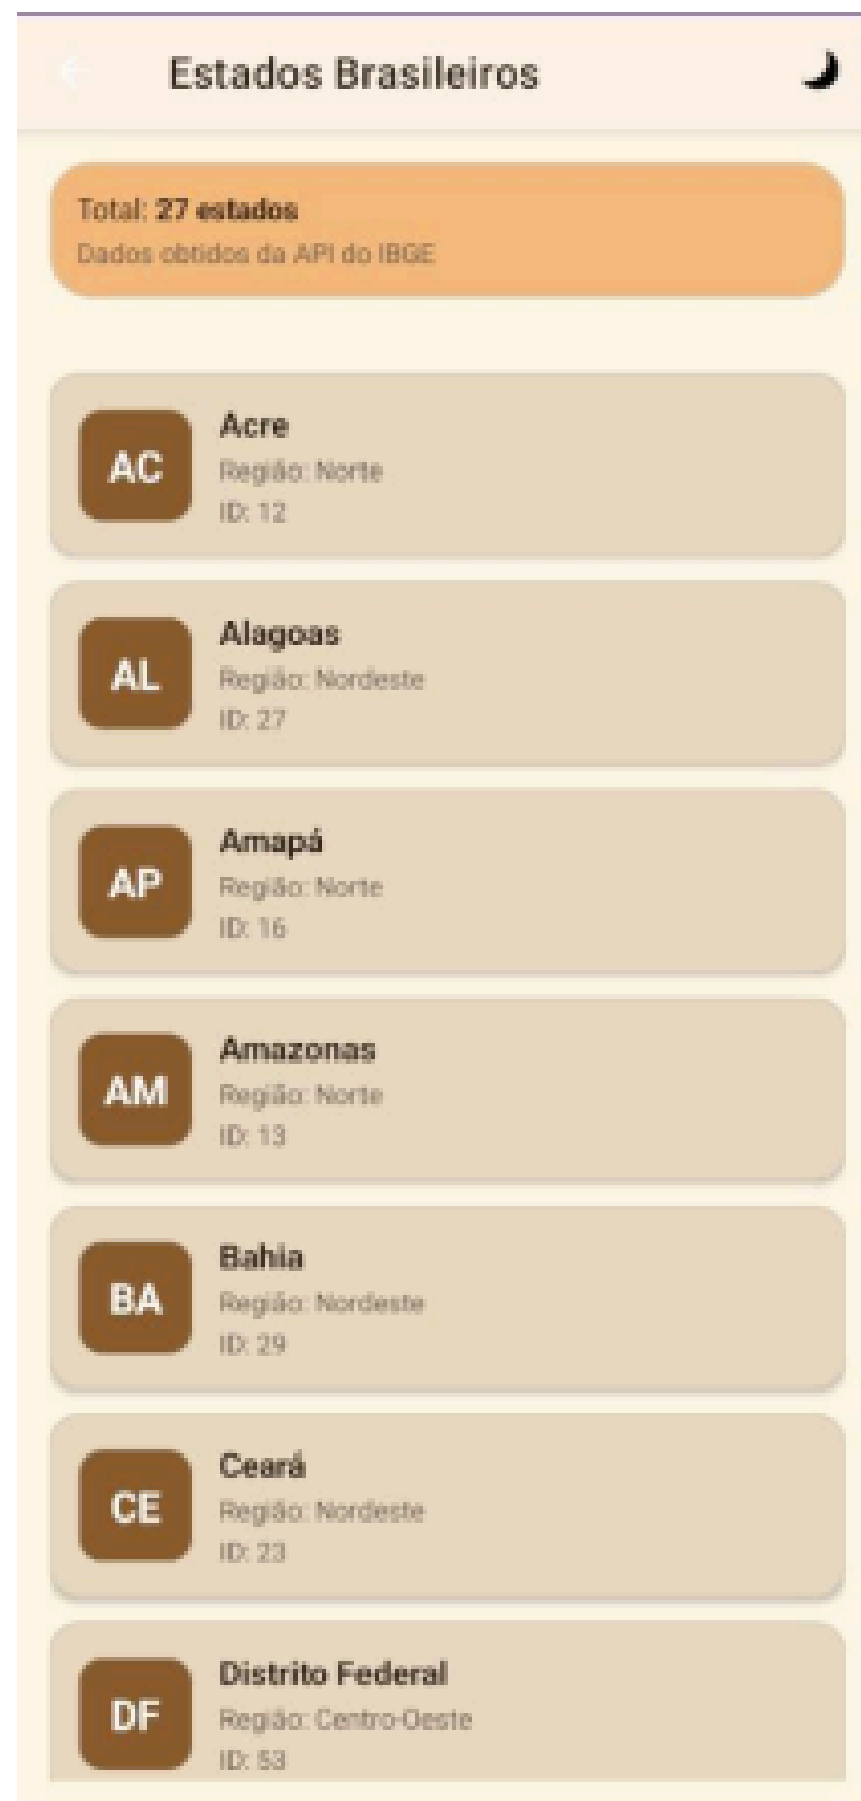 Estados Brasileiros
Total: 27 estados
Dados obtidos da API do IBGE
AC
Acre
Região: Norte
ID: 12
AL
Alagoas
Região: Nordeste
ID: 27
AP
Amapá
Região: Norte
ID: 16
AM
Amazonas
Região: Norte
ID: 13
BA
Bahia
Região: Nordeste
ID: 29
CE
Ceará
Região: Nordeste
ID: 23
DF
Distrito Federal
Região: Centro-Oeste
ID: 53